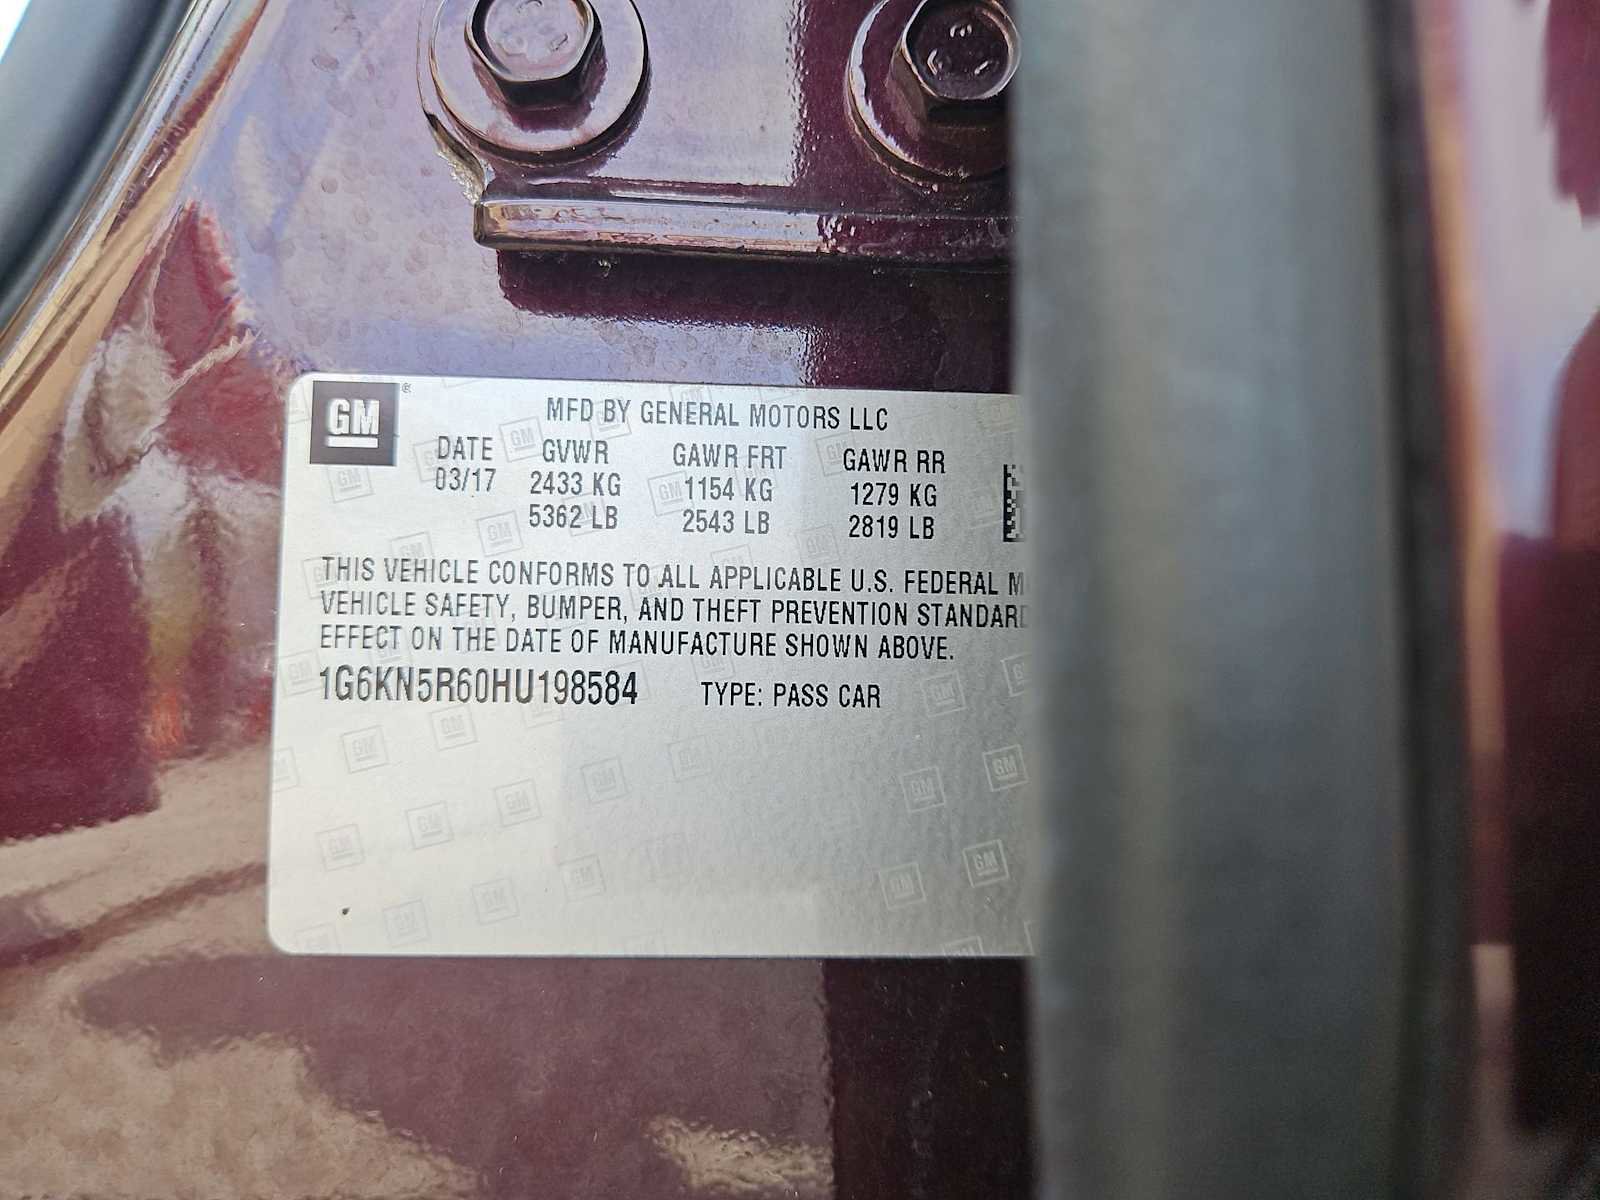 GM®
MFD BY GENERAL MOTORS LLC
DATE GVWR GAWR FRT GAWR RR
03/17 2433 KG 1154 KG 1279 KG
5362 LB 2543 LB 2819 LB
THIS VEHICLE CONFORMS TO ALL APPLICABLE U.S. FEDERAL
VEHICLE SAFETY, BUMPER, AND THEFT PREVENTION
EFFECT ON THE DATE OF MANUFACTURE SHOWN ABOVE.
1G6KN5R60HU198584 TYPE: PASS CAR